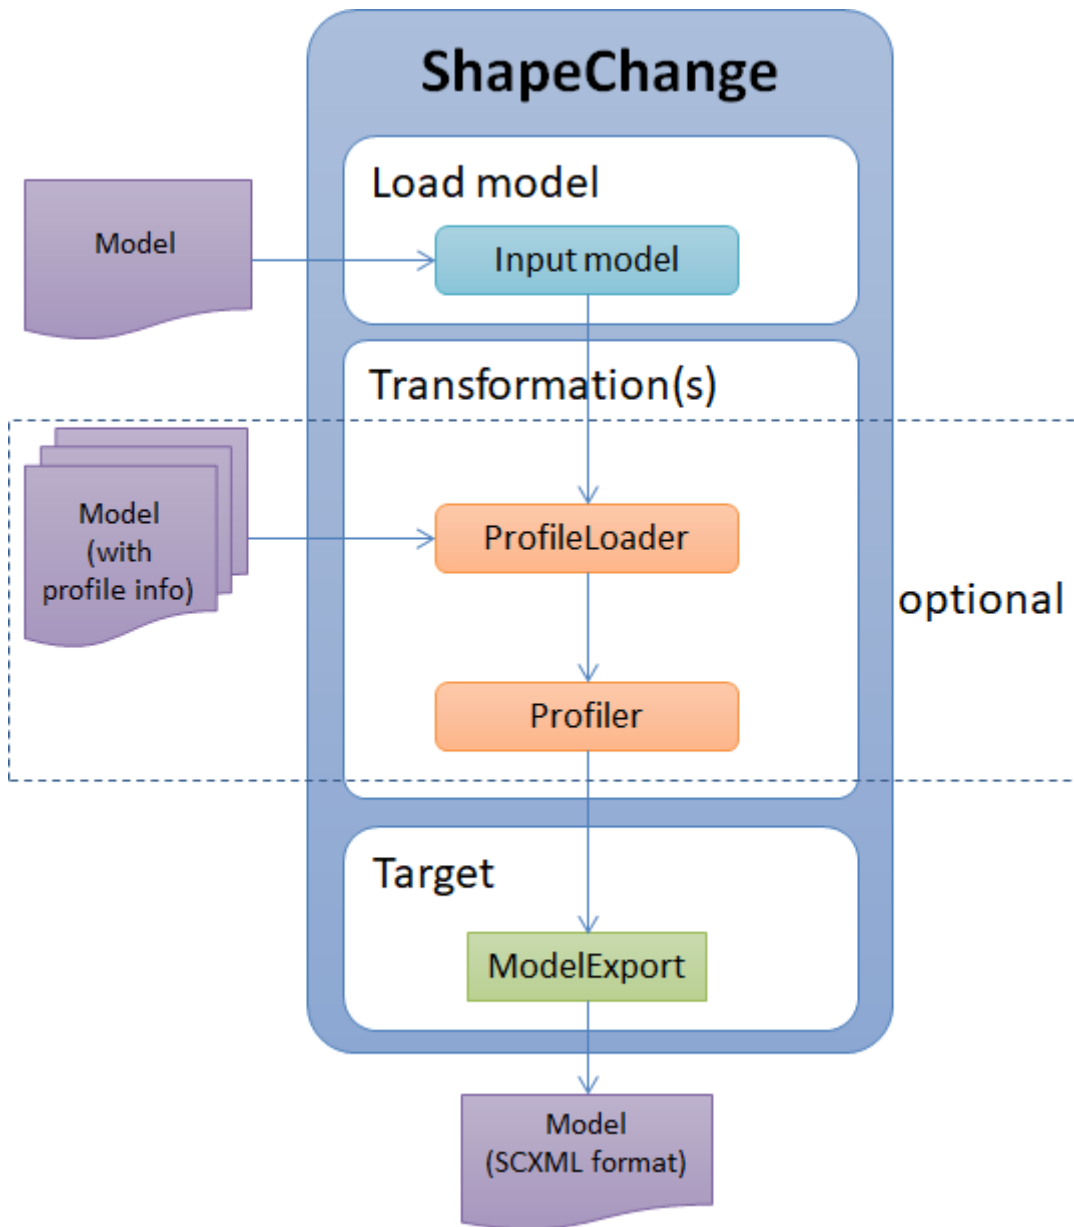 ShapeChange
Load model
Model
Input model
Transformation(s)
Model
(with
profile info)
ProfileLoader
optional
Profiler
Target
ModelExport
Model
(SCXML format)